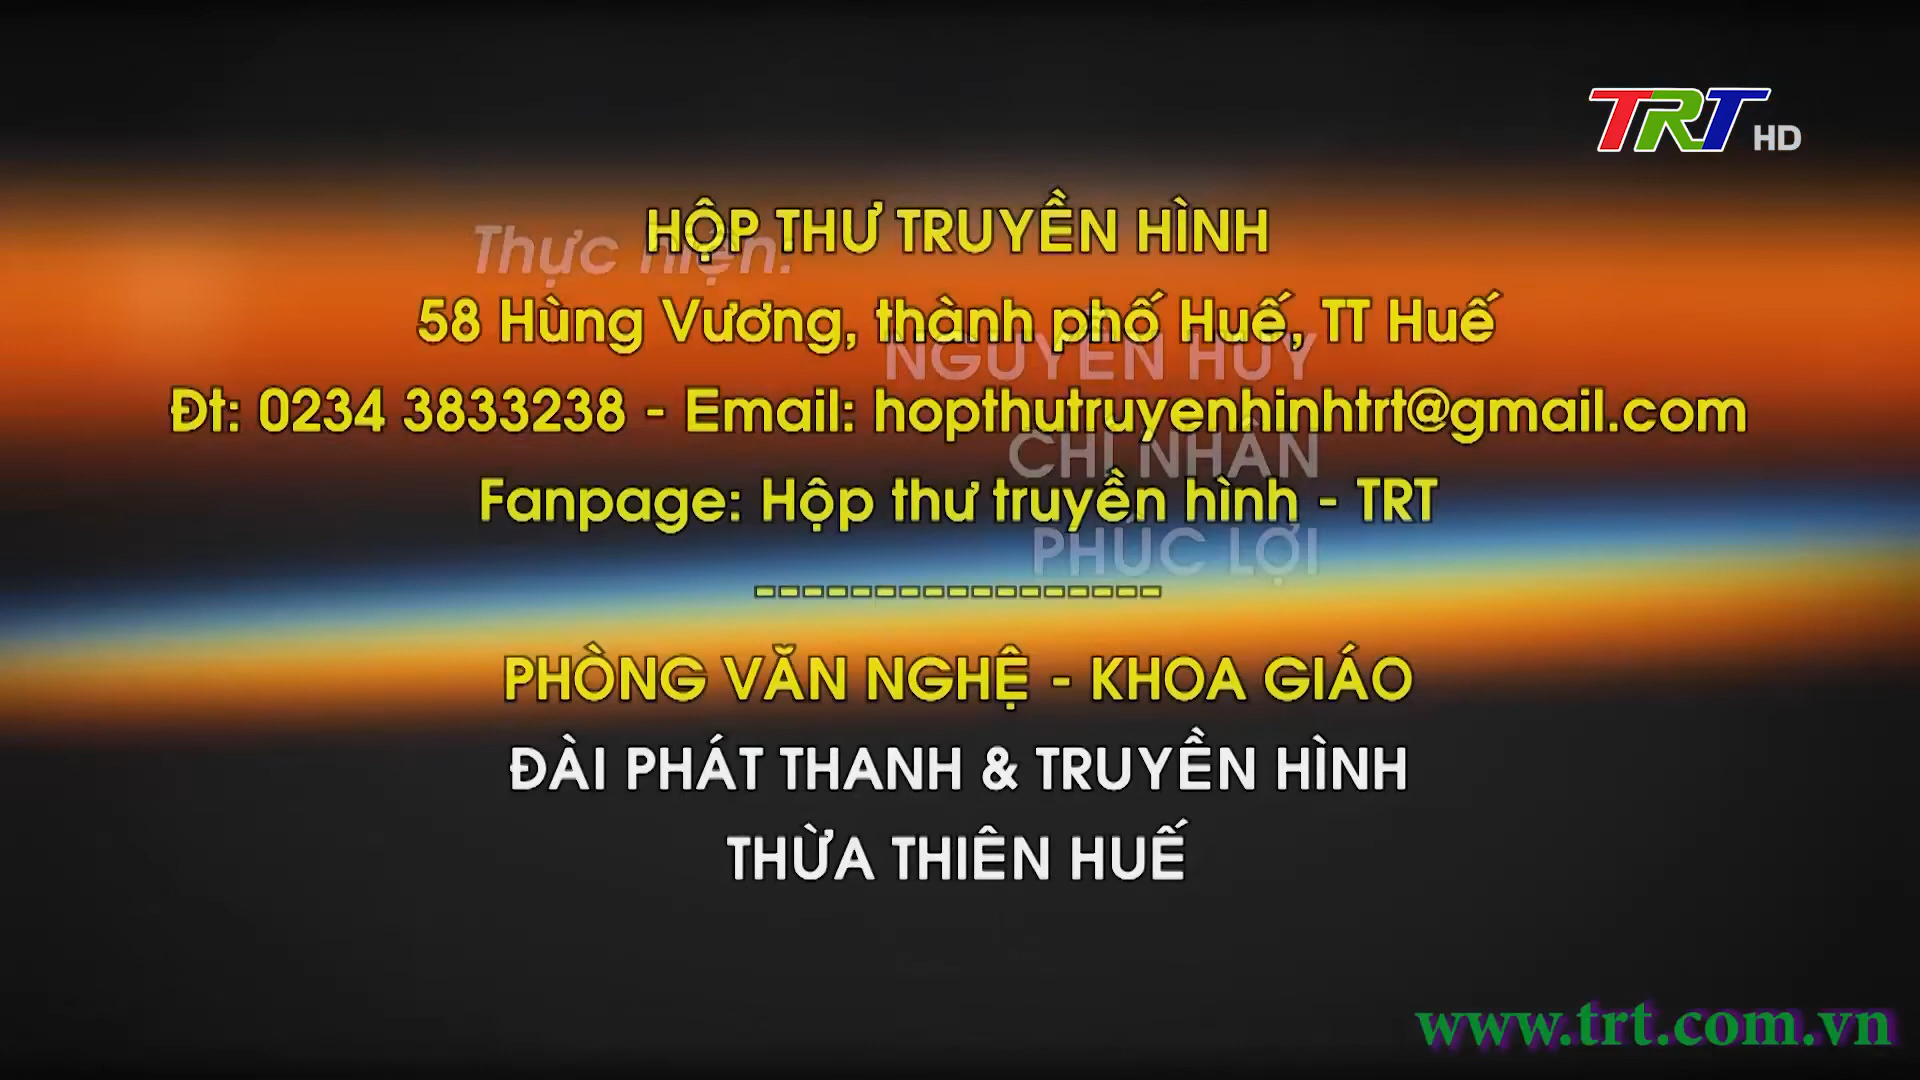 TRT HD
HỘP THƯ TRUYỀN HÌNH
Thực hiện:
58 Hùng Vương, thành phố Huế, TT Huế
NGUYỄN HUY
Đt: 0234 3833238 - Email: hopthutruyenhinhtrt@gmail.com
CHÍ NHÂN
Fanpage: Hộp thư truyền hình - TRT
PHÚC LỢI
-----------------
PHÒNG VĂN NGHỆ - KHOA GIÁO
ĐÀI PHÁT THANH & TRUYỀN HÌNH
THỪA THIÊN HUẾ
www.trt.com.vn